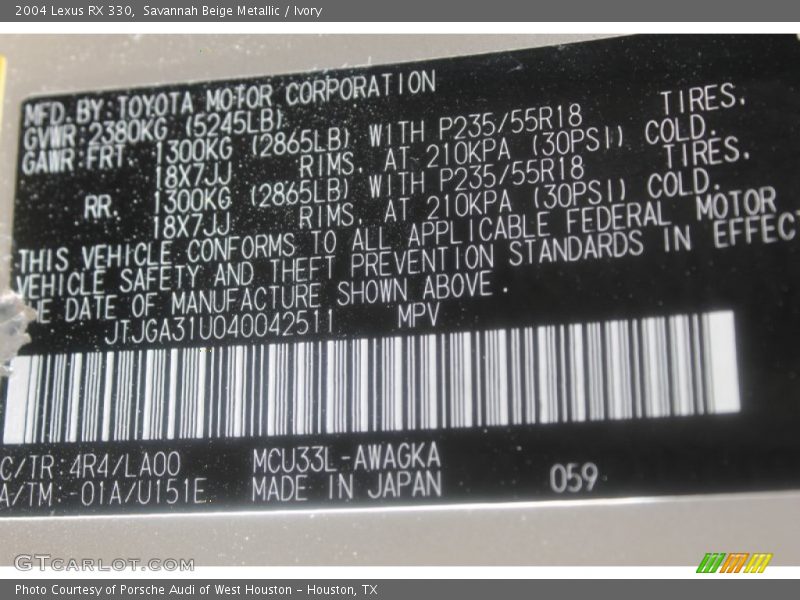 2004 Lexus RX 330, Savannah Beige Metallic / Ivory
MFD. BY TOYOTA MOTOR CORPORATION
GVWR 2380KG (5245LB)
GAWR FRT. 1300KG (2865LB) WITH P235/55R18 TIRES,
18X7JJ RIMS, AT 210KPA (30PSI) COLD.
RR. 1300KG (2865LB) WITH P235/55R18 TIRES,
18X7JJ RIMS, AT 210KPA (30PSI) COLD.
THIS VEHICLE CONFORMS TO ALL APPLICABLE FEDERAL MOTOR
VEHICLE SAFETY AND THEFT PREVENTION STANDARDS IN EFFEC
HE DATE OF MANUFACTURE SHOWN ABOVE.
JTJGA31U040042511 MPV
C/TR: 4R4/LA00 MCU33L-AWAGKA
A/TM: -01A/U151E MADE IN JAPAN 059
GTCARLOT.COM
Photo Courtesy of Porsche Audi of West Houston – Houston, TX